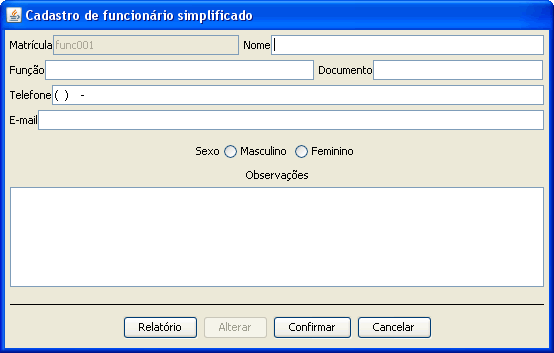 Cadastro de funcionário simplificado
Matrícula func001 Nome
Função Documento
Telefone ( ) -
E-mail
Sexo Masculino Feminino
Observações
Relatório Alterar Confirmar Cancelar